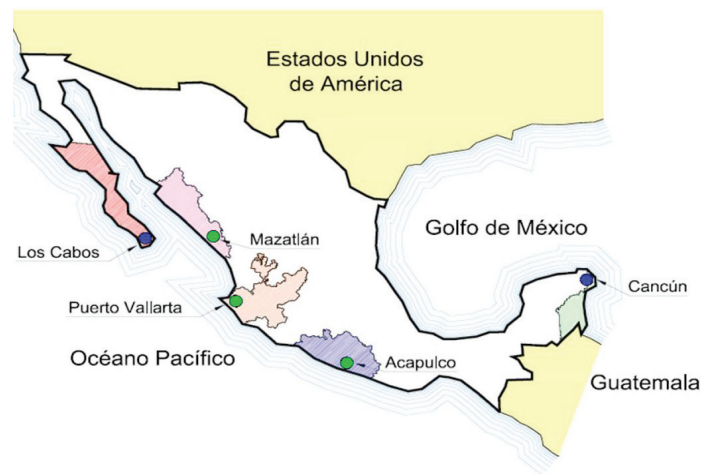 Estados Unidos
de América
Golfo de México
Mazatlán
Los Cabos
Cancún
Puerto Vallarta
Océano Pacífico
Acapulco
Guatemala